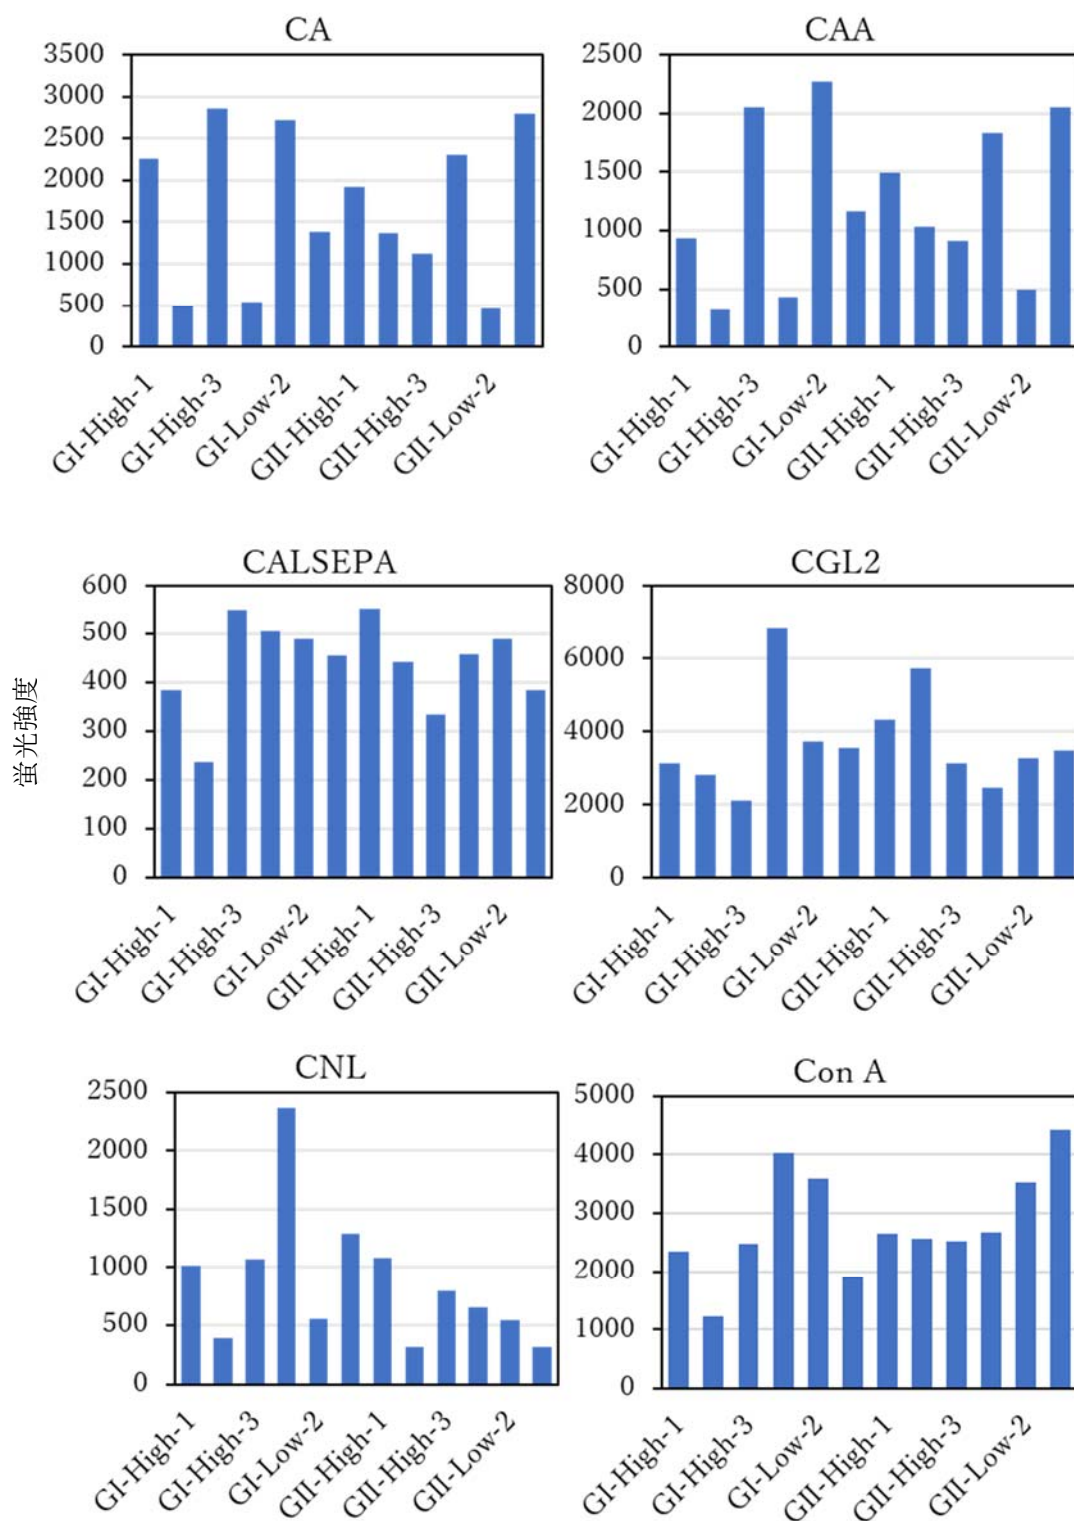 CA
3500
3000
2500
2000
1500
1000
500
0
GI-High-1
GI-High-3
GI-Low-2
GII-High-1
GII-High-3
GII-Low-2
CAA
2500
2000
1500
1000
500
0
GI-High-1
GI-High-3
GI-Low-2
GII-High-1
GII-High-3
GII-Low-2
蛍光強度
CALSEPA
600
500
400
300
200
100
0
GI-High-1
GI-High-3
GI-Low-2
GII-High-1
GII-High-3
GII-Low-2
CGL2
8000
6000
4000
2000
0
GI-High-1
GI-High-3
GI-Low-2
GII-High-1
GII-High-3
GII-Low-2
CNL
2500
2000
1500
1000
500
0
GI-High-1
GI-High-3
GI-Low-2
GII-High-1
GII-High-3
GII-Low-2
Con A
5000
4000
3000
2000
1000
0
GI-High-1
GI-High-3
GI-Low-2
GII-High-1
GII-High-3
GII-Low-2